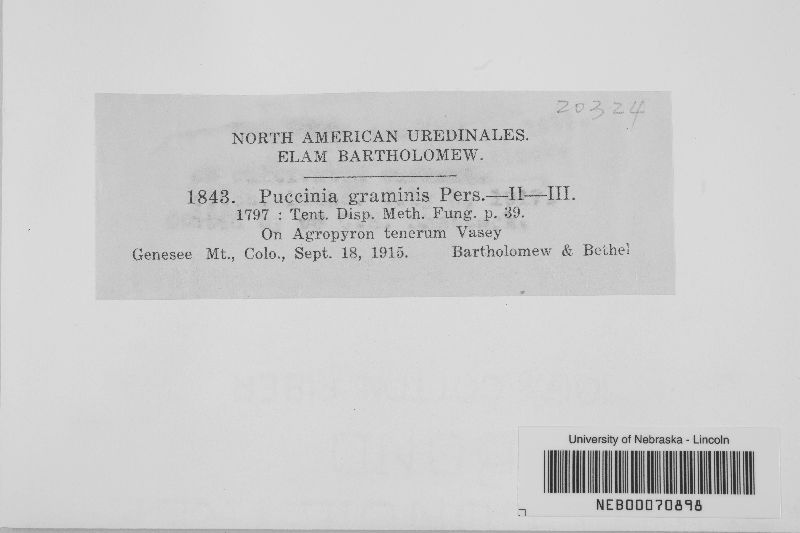 20324
NORTH AMERICAN UREDINALES.
ELAM BARTHOLOMEW.
1843. Puccinia graminis Pers.—II—III.
1797 : Tent. Disp. Meth. Fung. p. 39.
On Agropyron tenerum Vasey
Genesee Mt., Colo., Sept. 18, 1915. Bartholomew & Bethel
University of Nebraska - Lincoln
NEB00070898